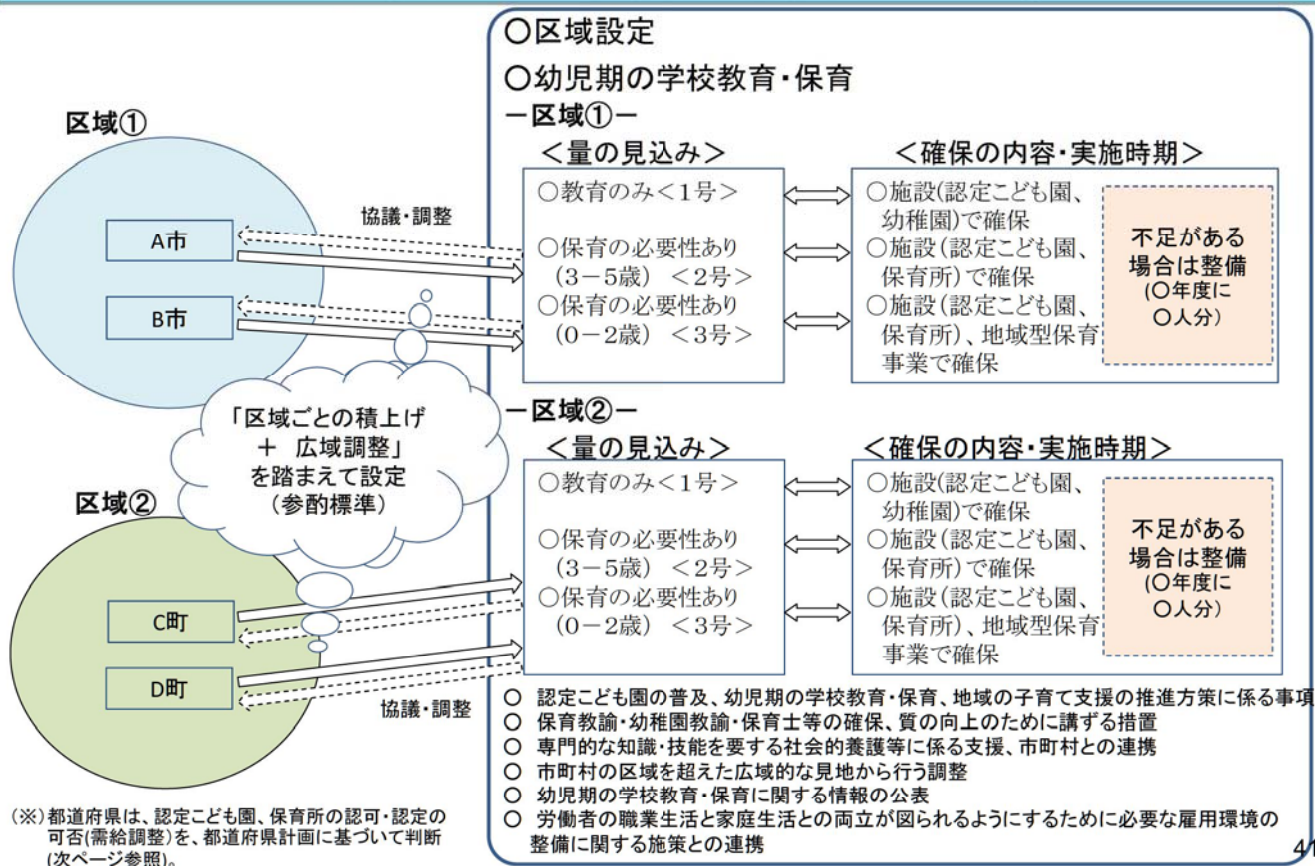 区域①
A市
B市
協議・調整
「区域ごとの積上げ
＋ 広域調整」
を踏まえて設定
（参酌標準）
区域②
C町
D町
協議・調整
（※）都道府県は、認定こども園、保育所の認可・認定の
可否(需給調整)を、都道府県計画に基づいて判断
(次ページ参照)。
○区域設定
○幼児期の学校教育・保育
－区域①－
＜量の見込み＞
○教育のみ＜１号＞
○保育の必要性あり
（３－５歳）＜２号＞
○保育の必要性あり
（０－２歳）＜３号＞
＜確保の内容・実施時期＞
○施設(認定こども園、
幼稚園)で確保
○施設（認定こども園、
保育所）で確保
○施設（認定こども園、
保育所）、地域型保育
事業で確保
不足がある
場合は整備
(○年度に
○人分)
－区域②－
＜量の見込み＞
○教育のみ＜１号＞
○保育の必要性あり
（３－５歳）＜２号＞
○保育の必要性あり
（０－２歳）＜３号＞
＜確保の内容・実施時期＞
○施設(認定こども園、
幼稚園)で確保
○施設（認定こども園、
保育所）で確保
○施設（認定こども園、
保育所）、地域型保育
事業で確保
不足がある
場合は整備
(○年度に
○人分)
○ 認定こども園の普及、幼児期の学校教育・保育、地域の子育て支援の推進方策に係る事項
○ 保育教諭・幼稚園教諭・保育士等の確保、質の向上のために講ずる措置
○ 専門的な知識・技能を要する社会的養護等に係る支援、市町村との連携
○ 市町村の区域を超えた広域的な見地から行う調整
○ 幼児期の学校教育・保育に関する情報の公表
○ 労働者の職業生活と家庭生活との両立が図られるようにするために必要な雇用環境の
整備に関する施策との連携